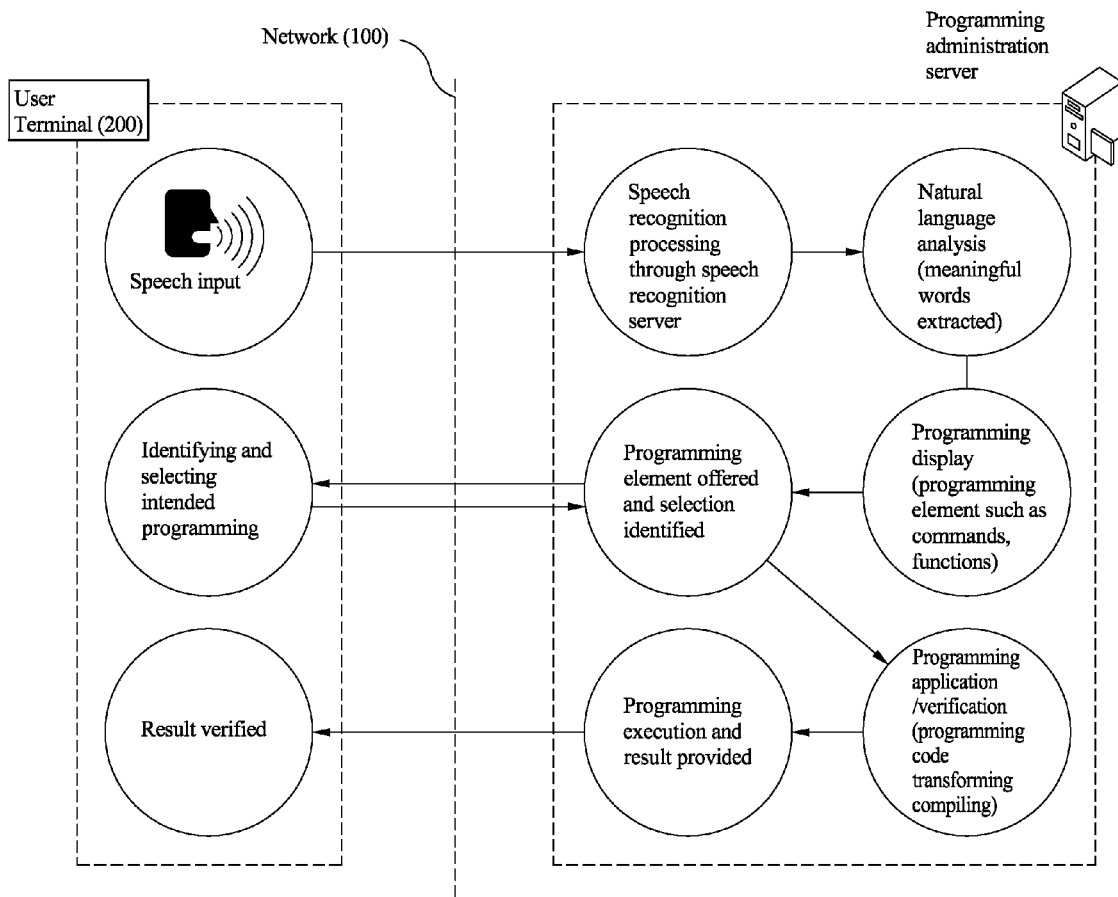 Network (100)
Programming
administration
server
User
Terminal (200)
Speech input
Speech
recognition
processing
through speech
recognition
server
Natural
language
analysis
(meaningful
words
extracted)
Identifying and
selecting
intended
programming
Programming
element offered
and selection
identified
Programming
display
(programming
element such as
commands,
functions)
Result verified
Programming
execution and
result provided
Programming
application
/verification
(programming
code
transforming
compiling)